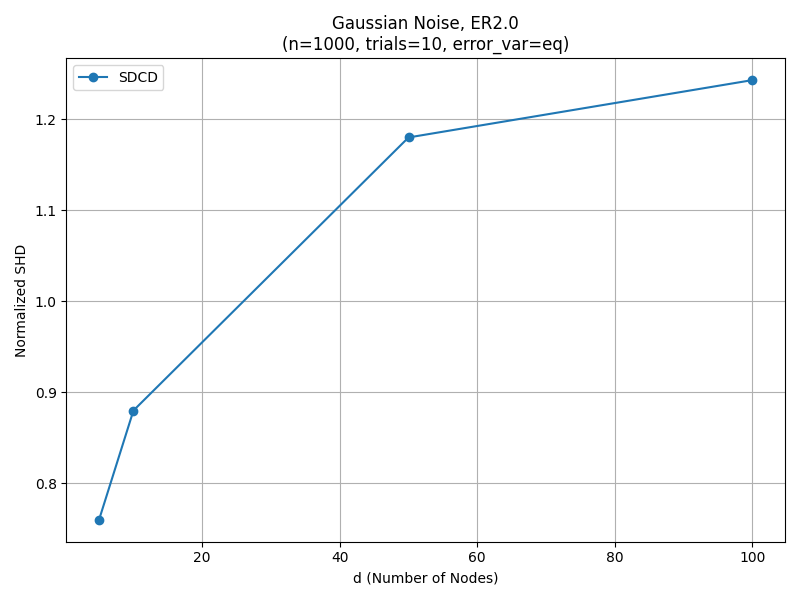 Gaussian Noise, ER2.0
(n=1000, trials=10, error_var=eq)
SDCD
Normalized SHD
1.2
1.1
1.0
0.9
0.8
20 40 60 80 100
d (Number of Nodes)